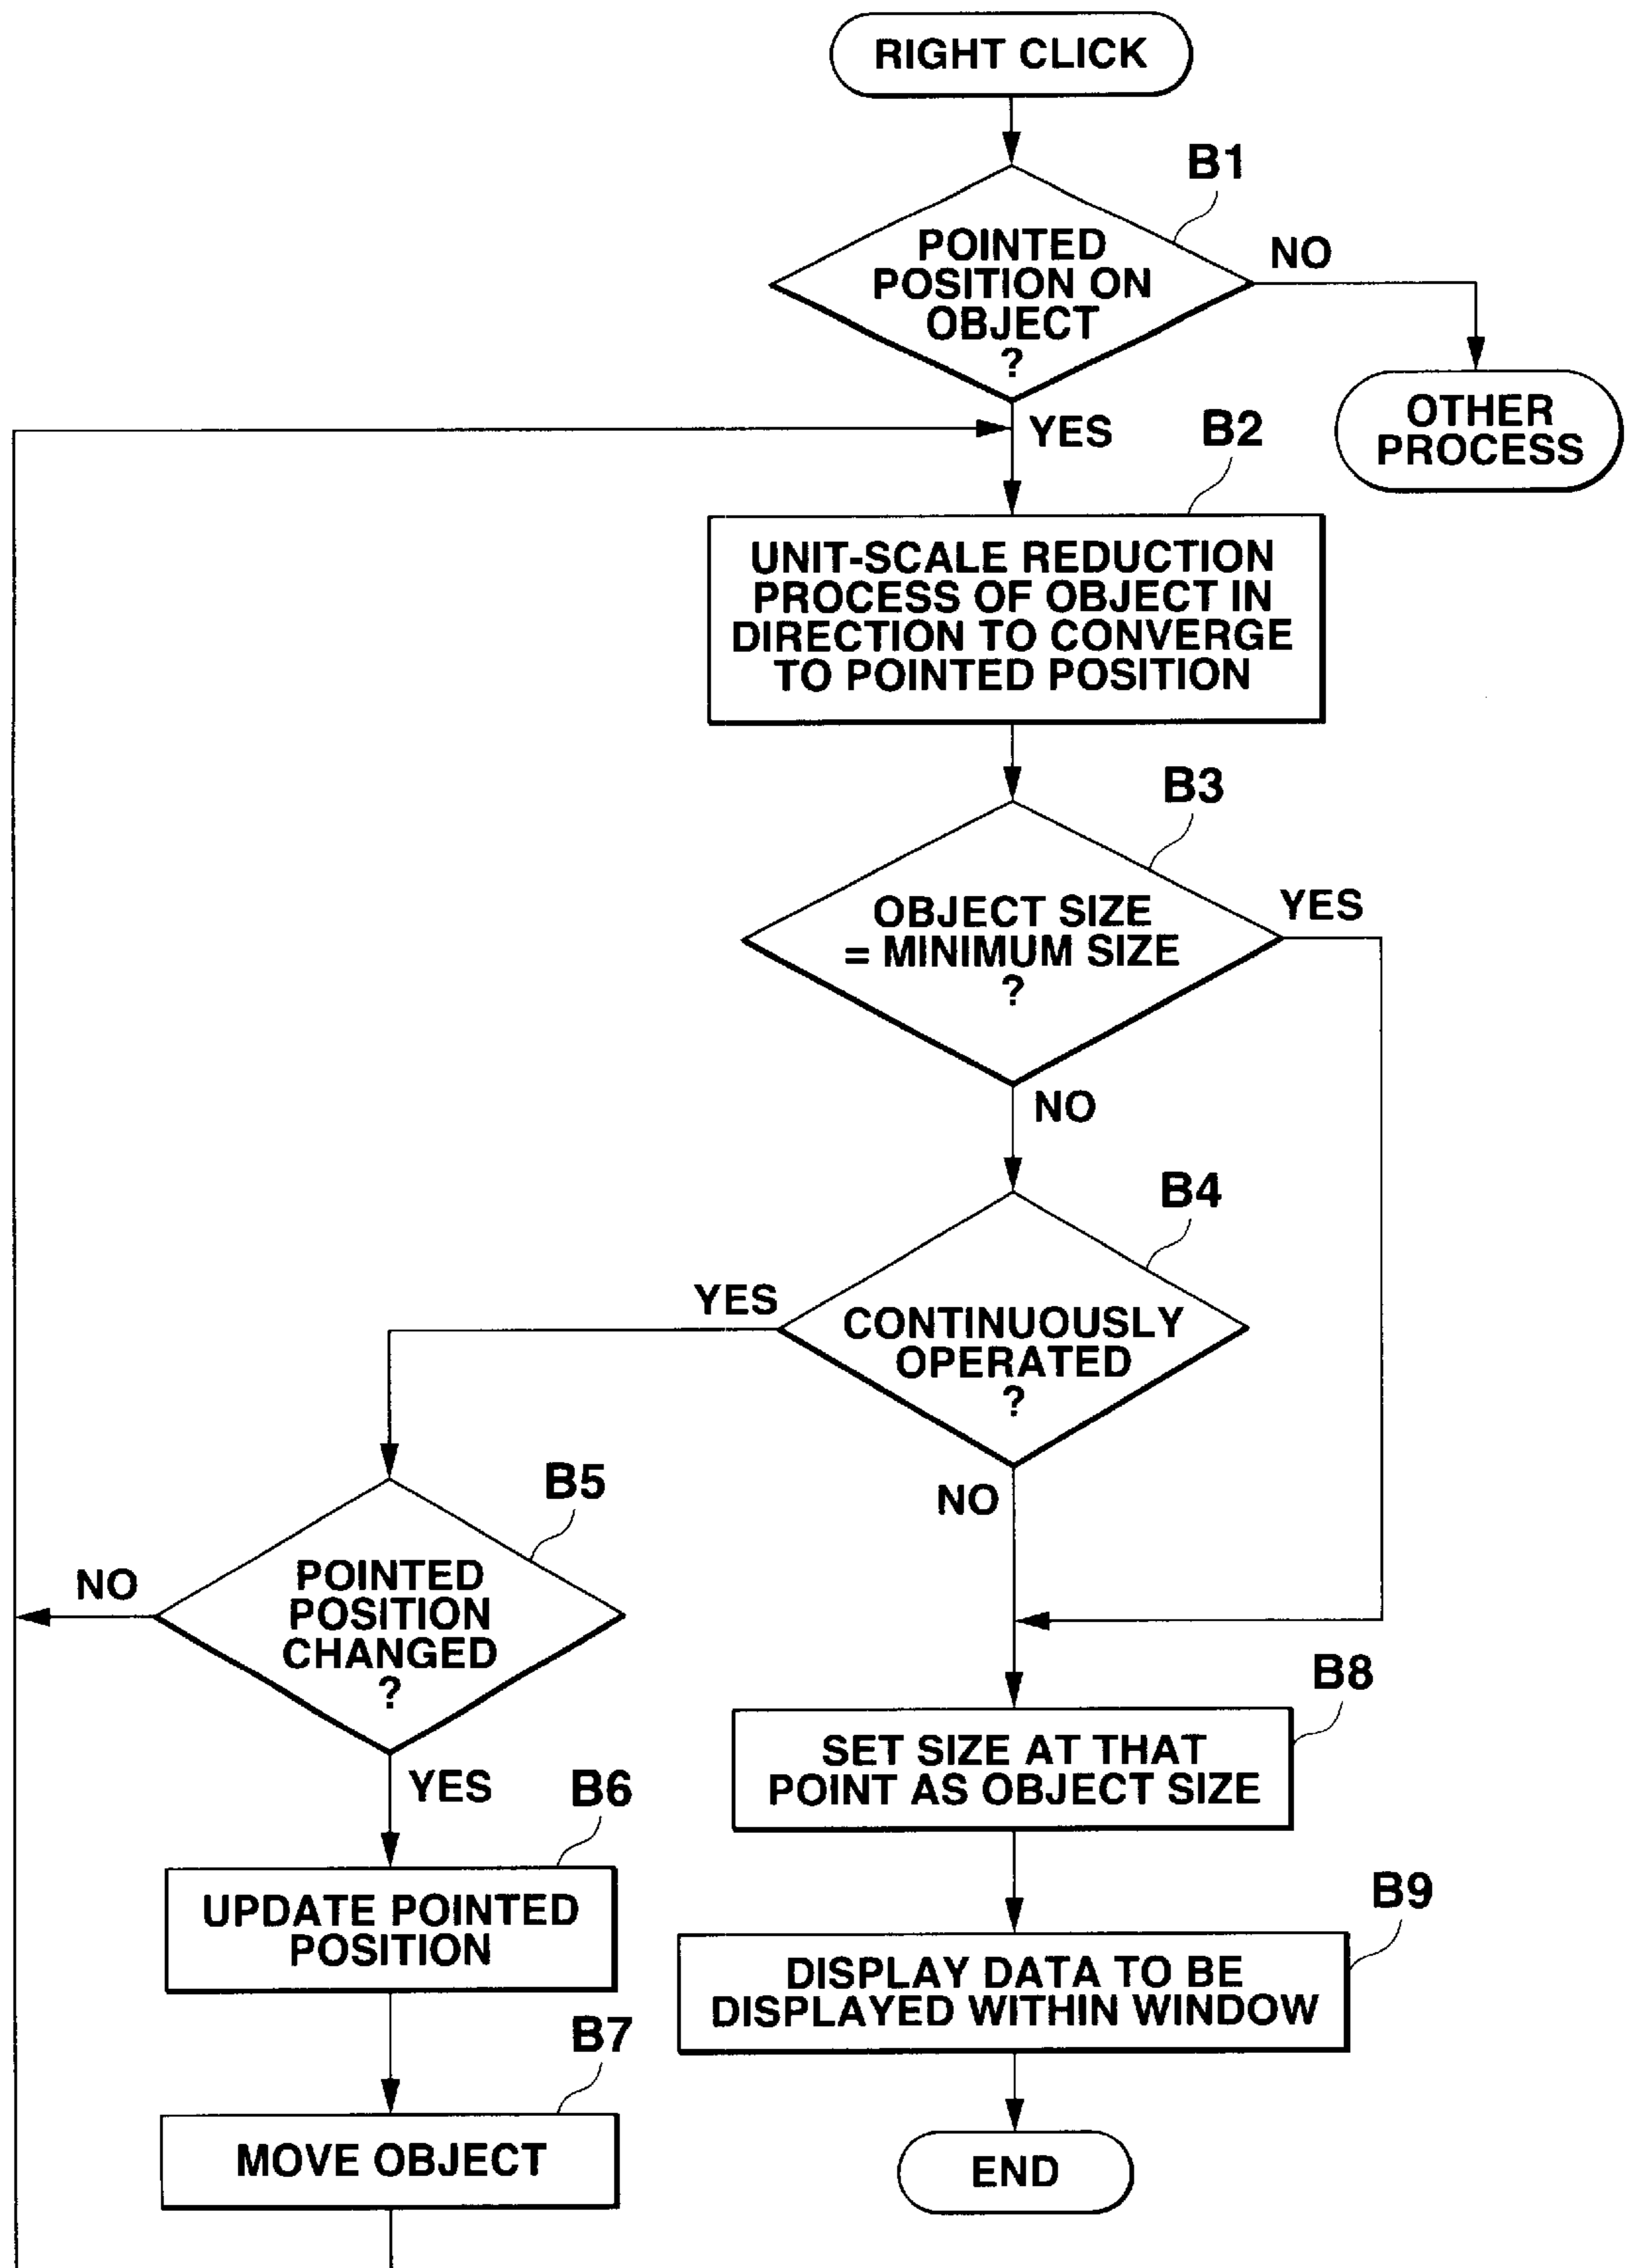 RIGHT CLICK
B1
POINTED
POSITION ON
OBJECT
?
NO
OTHER
PROCESS
YES
B2
UNIT-SCALE REDUCTION
PROCESS OF OBJECT IN
DIRECTION TO CONVERGE
TO POINTED POSITION
B3
OBJECT SIZE
= MINIMUM SIZE
?
YES
NO
B4
CONTINUOUSLY
OPERATED
?
YES
NO
B5
POINTED
POSITION
CHANGED
?
NO
YES
B6
UPDATE POINTED
POSITION
B7
MOVE OBJECT
B8
SET SIZE AT THAT
POINT AS OBJECT SIZE
B9
DISPLAY DATA TO BE
DISPLAYED WITHIN WINDOW
END